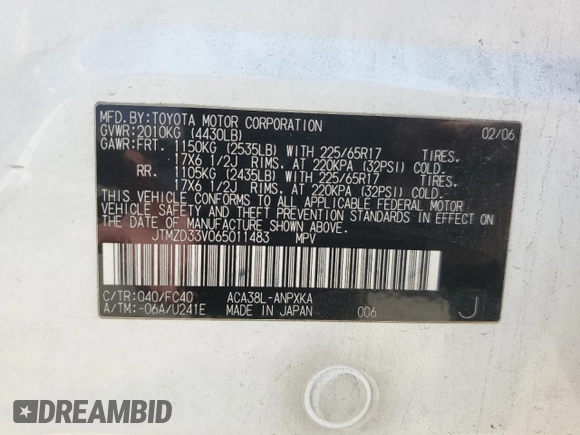 MFD.BY:TOYOTA MOTOR CORPORATION 02/06
GVWR:2010KG (4430LB)
GAWR:FRT. 1150KG (2535LB) WITH 225/65R17 TIRES.
17X6 1/2J RIMS. AT 220KPA (32PSI) COLD.
RR. 1105KG (2435LB) WITH 225/65R17 TIRES.
17X6 1/2J RIMS. AT 220KPA (32PSI) COLD.
THIS VEHICLE CONFORMS TO ALL APPLICABLE FEDERAL MOTOR
VEHICLE SAFETY AND THEFT PREVENTION STANDARDS IN EFFECT ON
THE DATE OF MANUFACTURE SHOWN ABOVE.
JTMZD33V065011483 MPV
C/TR:040/FC40 ACA38L-ANPXKA J
A/TM:-06A/U241E MADE IN JAPAN 006
DREAMBID